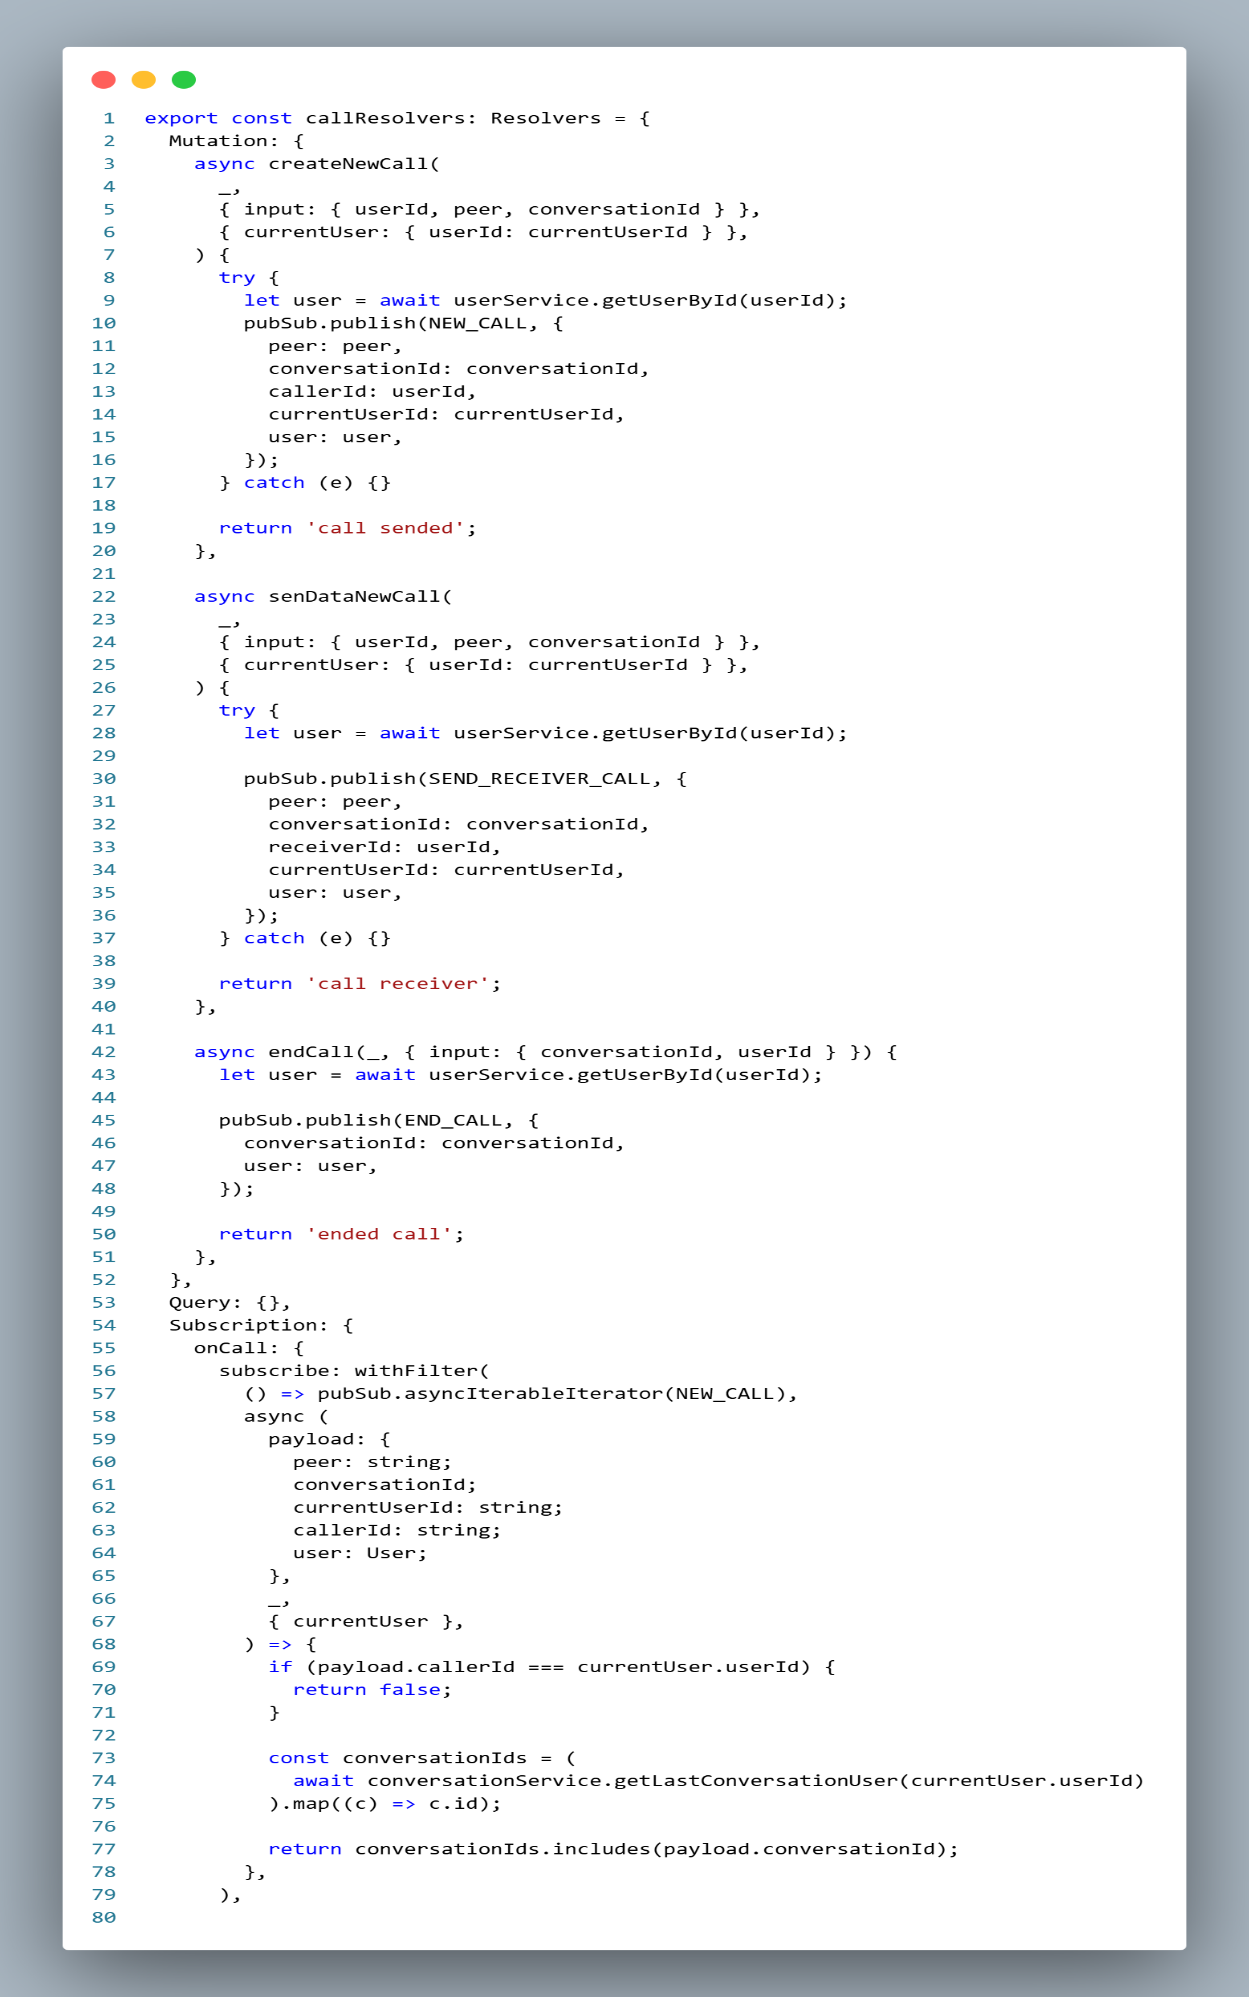 1 export const callResolvers: Resolvers = {
2   Mutation: {
3     async createNewCall(
4       _,
5       { input: { userId, peer, conversationId } },
6       { currentUser: { userId: currentUserId } },
7     ) {
8       try {
9         let user = await userService.getUserById(userId);
10         pubSub.publish(NEW_CALL, {
11           peer: peer,
12           conversationId: conversationId,
13           callerId: userId,
14           currentUserId: currentUserId,
15           user: user,
16         });
17       } catch (e) {}
18
19       return 'call sended';
20     },
21
22     async senDataNewCall(
23       _,
24       { input: { userId, peer, conversationId } },
25       { currentUser: { userId: currentUserId } },
26     ) {
27       try {
28         let user = await userService.getUserById(userId);
29
30         pubSub.publish(SEND_RECEIVER_CALL, {
31           peer: peer,
32           conversationId: conversationId,
33           receiverId: userId,
34           currentUserId: currentUserId,
35           user: user,
36         });
37       } catch (e) {}
38
39       return 'call receiver';
40     },
41
42     async endCall(_, { input: { conversationId, userId } }) {
43       let user = await userService.getUserById(userId);
44
45       pubSub.publish(END_CALL, {
46         conversationId: conversationId,
47         user: user,
48       });
49
50       return 'ended call';
51     },
52   },
53   Query: {},
54   Subscription: {
55     onCall: {
56       subscribe: withFilter(
57         () => pubSub.asyncIterableIterator(NEW_CALL),
58         async (
59           payload: {
60             peer: string;
61             conversationId;
62             currentUserId: string;
63             callerId: string;
64             user: User;
65           },
66           _,
67           { currentUser },
68         ) => {
69           if (payload.callerId === currentUser.userId) {
70             return false;
71           }
72
73           const conversationIds = (
74             await conversationService.getLastConversationUser(currentUser.userId)
75           ).map((c) => c.id);
76
77           return conversationIds.includes(payload.conversationId);
78         },
79       ),
80